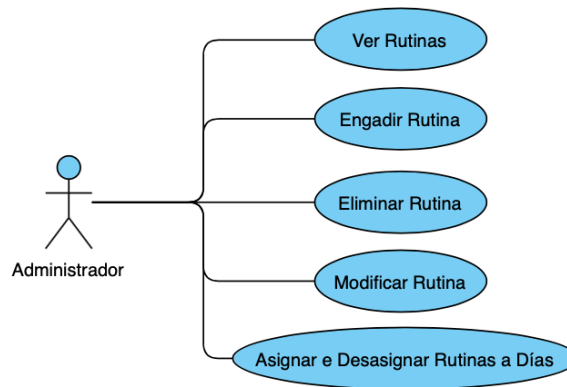 Ver Rutinas
Engadir Rutina
Eliminar Rutina
Administrador
Modificar Rutina
Asignar e Desasignar Rutinas a Días